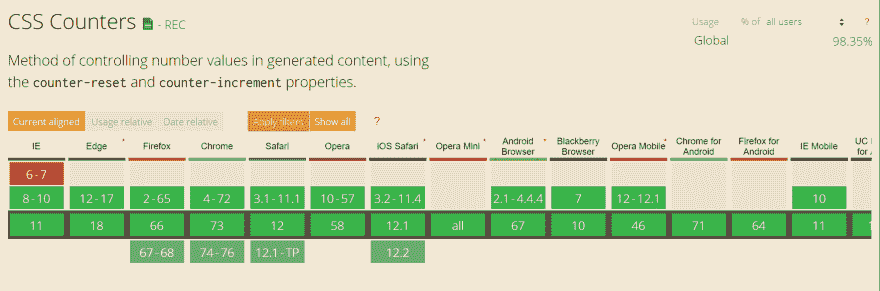 CSS Counters - REC
Usage % of all users ?
Global 98.35%
Method of controlling number values in generated content, using
the counter-reset and counter-increment properties.
Current aligned Usage relative Date relative Apply filters Show all ?
IE Edge * Firefox Chrome Safari Opera iOS Safari * Opera Mini * Android Browser * Blackberry Browser Opera Mobile * Chrome for Android Firefox for Android IE Mobile UC
for
6 - 7
8 - 10 12 - 17 2 - 65 4 - 72 3.1 - 11.1 10 - 57 3.2 - 11.4 2.1 - 4.4.4 7 12 - 12.1 10
11 18 66 73 12 58 12.1 all 67 10 46 71 64 11
67 - 68 74 - 76 12.1 - TP 12.2